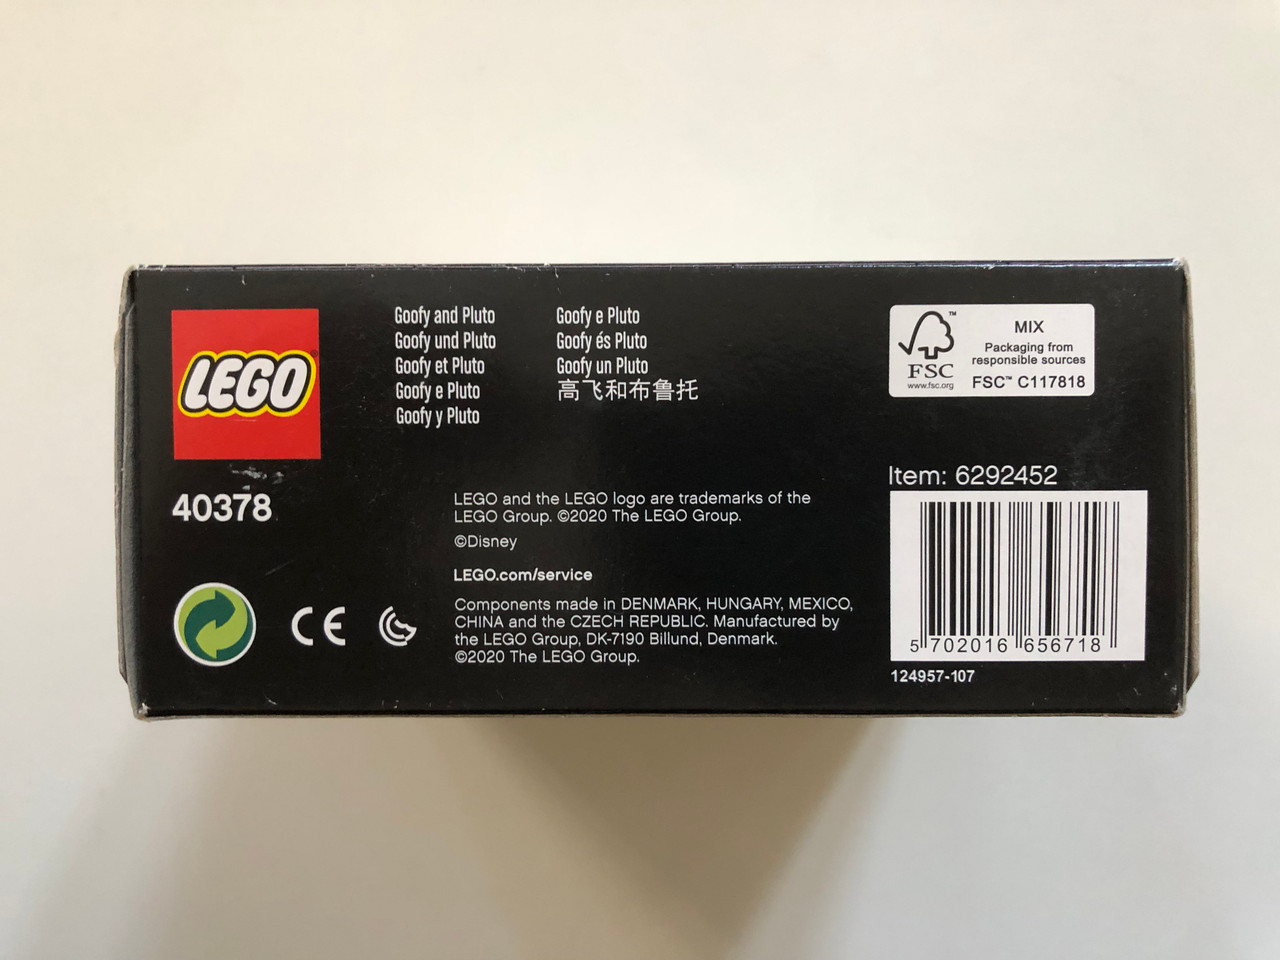 LEGO®
40378
Goofy and Pluto
Goofy und Pluto
Goofy et Pluto
Goofy e Pluto
Goofy y Pluto
Goofy e Pluto
Goofy és Pluto
Goofy un Pluto
高飞和布鲁托
LEGO and the LEGO logo are trademarks of the
LEGO Group. ©2020 The LEGO Group.
©Disney
LEGO.com/service
Components made in DENMARK, HUNGARY, MEXICO,
CHINA and the CZECH REPUBLIC. Manufactured by
the LEGO Group, DK-7190 Billund, Denmark.
©2020 The LEGO Group.
CE
FSC
™
www.fsc.org
MIX
Packaging from
responsible sources
FSC™ C117818
Item: 6292452
5 702016 656718
124957-107